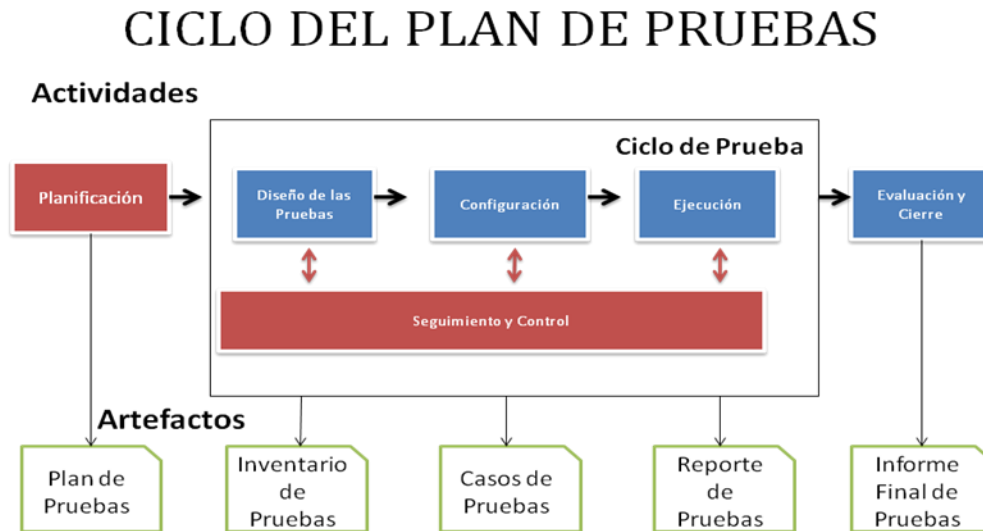 CICLO DEL PLAN DE PRUEBAS
Actividades
Ciclo de Prueba
Planificación
Diseño de las
Pruebas
Configuración
Ejecución
Evaluación y
Cierre
Seguimiento y Control
Artefactos
Plan de
Pruebas
Inventario
de
Pruebas
Casos de
Pruebas
Reporte
de
Pruebas
Informe
Final de
Pruebas